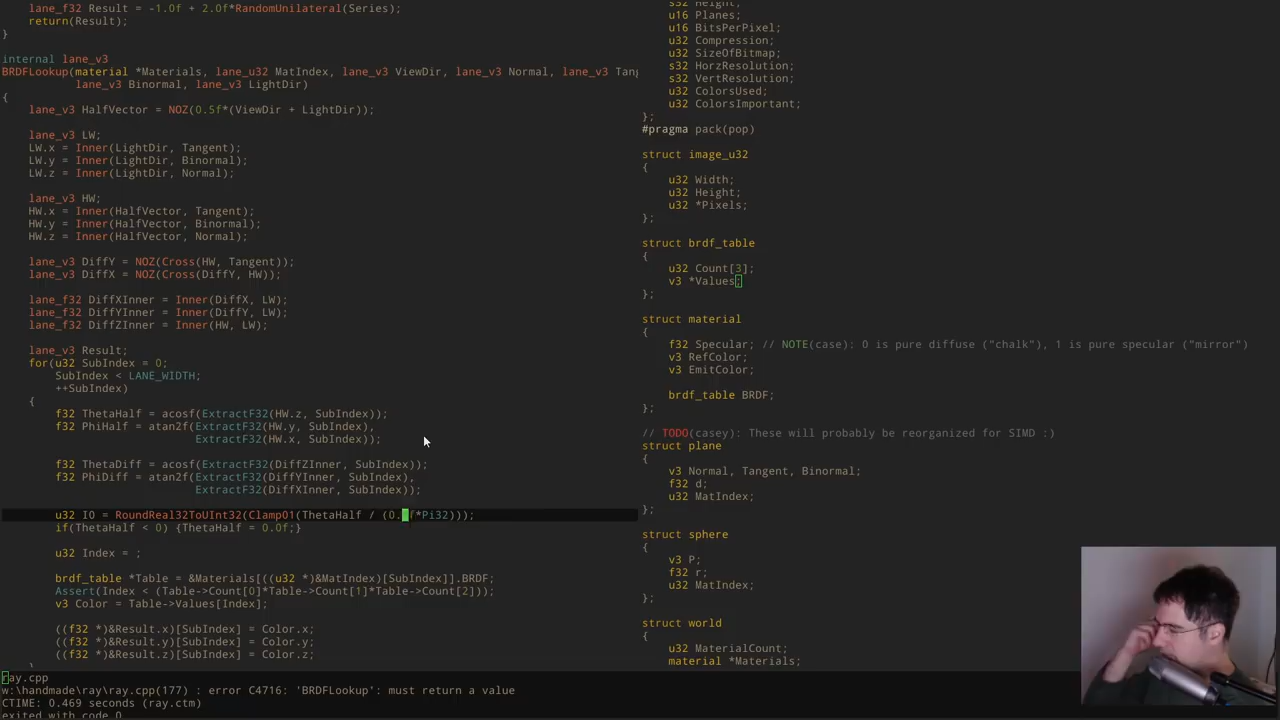 lane_f32 Result = -1.0f + 2.0f*RandomUnilateral(Series);
return(Result);
}
internal lane_v3
BRDFLookup(material *Materials, lane_u32 MatIndex, lane_v3 ViewDir, lane_v3 Normal, lane_v3 Tan
lane_v3 Binormal, lane_v3 LightDir)
{
lane_v3 HalfVector = NOZ(0.5f*(ViewDir + LightDir));
lane_v3 LW;
LW.x = Inner(LightDir, Tangent);
LW.y = Inner(LightDir, Binormal);
LW.z = Inner(LightDir, Normal);
lane_v3 HW;
HW.x = Inner(HalfVector, Tangent);
HW.y = Inner(HalfVector, Binormal);
HW.z = Inner(HalfVector, Normal);
lane_v3 DiffY = NOZ(Cross(HW, Tangent));
lane_v3 DiffX = NOZ(Cross(DiffY, HW));
lane_f32 DiffXInner = Inner(DiffX, LW);
lane_f32 DiffYInner = Inner(DiffY, LW);
lane_f32 DiffZInner = Inner(HW, LW);
lane_v3 Result;
for(u32 SubIndex = 0;
SubIndex < LANE_WIDTH;
++SubIndex)
{
f32 ThetaHalf = acosf(ExtractF32(HW.z, SubIndex));
f32 PhiHalf = atan2f(ExtractF32(HW.y, SubIndex),
ExtractF32(HW.x, SubIndex));
f32 ThetaDiff = acosf(ExtractF32(DiffZInner, SubIndex));
f32 PhiDiff = atan2f(ExtractF32(DiffYInner, SubIndex),
ExtractF32(DiffXInner, SubIndex));
u32 I0 = RoundReal32ToUInt32(Clamp01(ThetaHalf / (0. f*Pi32)));
if(ThetaHalf < 0) {ThetaHalf = 0.0f;}
u32 Index = ;
brdf_table *Table = &Materials[((u32 *)&MatIndex)[SubIndex]].BRDF;
Assert(Index < (Table->Count[0]*Table->Count[1]*Table->Count[2]));
v3 Color = Table->Values[Index];
((f32 *)&Result.x)[SubIndex] = Color.x;
((f32 *)&Result.y)[SubIndex] = Color.y;
((f32 *)&Result.z)[SubIndex] = Color.z;
}
s32 Height;
u16 Planes;
u16 BitsPerPixel;
u32 Compression;
u32 SizeOfBitmap;
s32 HorzResolution;
s32 VertResolution;
u32 ColorsUsed;
u32 ColorsImportant;
};
#pragma pack(pop)
struct image_u32
{
u32 Width;
u32 Height;
u32 *Pixels;
};
struct brdf_table
{
u32 Count[3];
v3 *Values;
};
struct material
{
f32 Specular; // NOTE(case): 0 is pure diffuse ("chalk"), 1 is pure specular ("mirror")
v3 RefColor;
v3 EmitColor;
brdf_table BRDF;
};
// TODO(casey): These will probably be reorganized for SIMD :)
struct plane
{
v3 Normal, Tangent, Binormal;
f32 d;
u32 MatIndex;
};
struct sphere
{
v3 P;
f32 r;
u32 MatIndex;
};
struct world
{
u32 MaterialCount;
material *Materials;
ray.cpp
w:\handmade\ray\ray.cpp(177) : error C4716: 'BRDFLookup': must return a value
CTIME: 0.469 seconds (ray.ctm)
exited with code 0